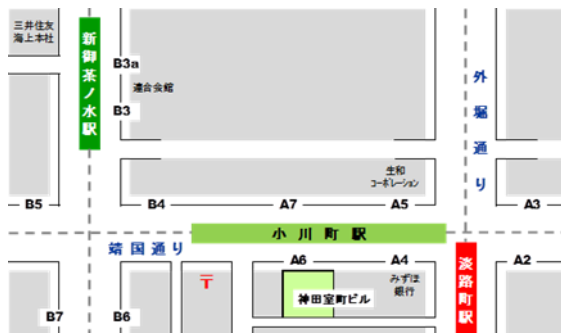 三井住友
海上本社
新御茶ノ水駅
B3a
連合会館
B3
外堀通り
生和
コーポレーション
B5
B4
A7
A5
A3
小川町駅
靖国通り
A6
A4
A2
淡路町駅
みずほ
銀行
神田室町ビル
B7
B6